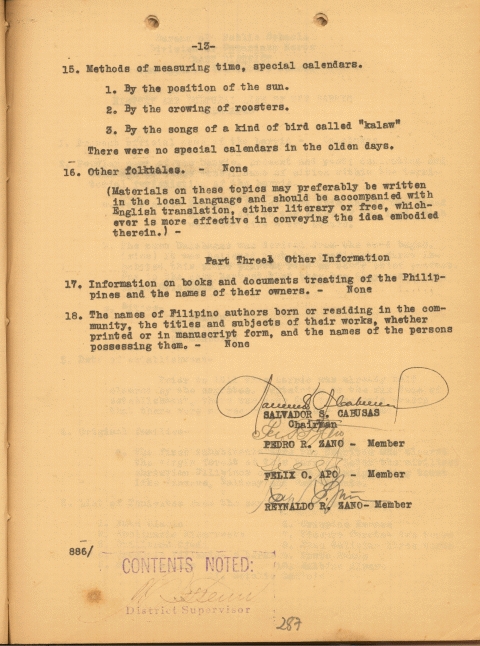 -13-
15. Methods of measuring time, special calendars.
1. By the position of the sun.
2. By the crowing of roosters.
3. By the songs of a kind of bird called "kalaw"
There were no special calendars in the olden days.
16. Other folktales. - None
(Materials on these topics may preferably be written
in the local language and should be accompanied with
English translation, either literary or free, which-
ever is more effective in conveying the idea embodied
therein.) -
Part Three: Other Information
17. Information on books and documents treating of the Philip-
pines and the names of their owners. - None
18. The names of Filipino authors born or residing in the com-
munity, the titles and subjects of their works, whether
printed or in manuscript form, and the names of the persons
possessing them. - None
SALVADOR S. CABUSAS
Chairman
PEDRO R. ZANO - Member
FELIX O. APO - Member
REYNALDO R. ZANO- Member
886/
CONTENTS NOTED:
District Supervisor
287